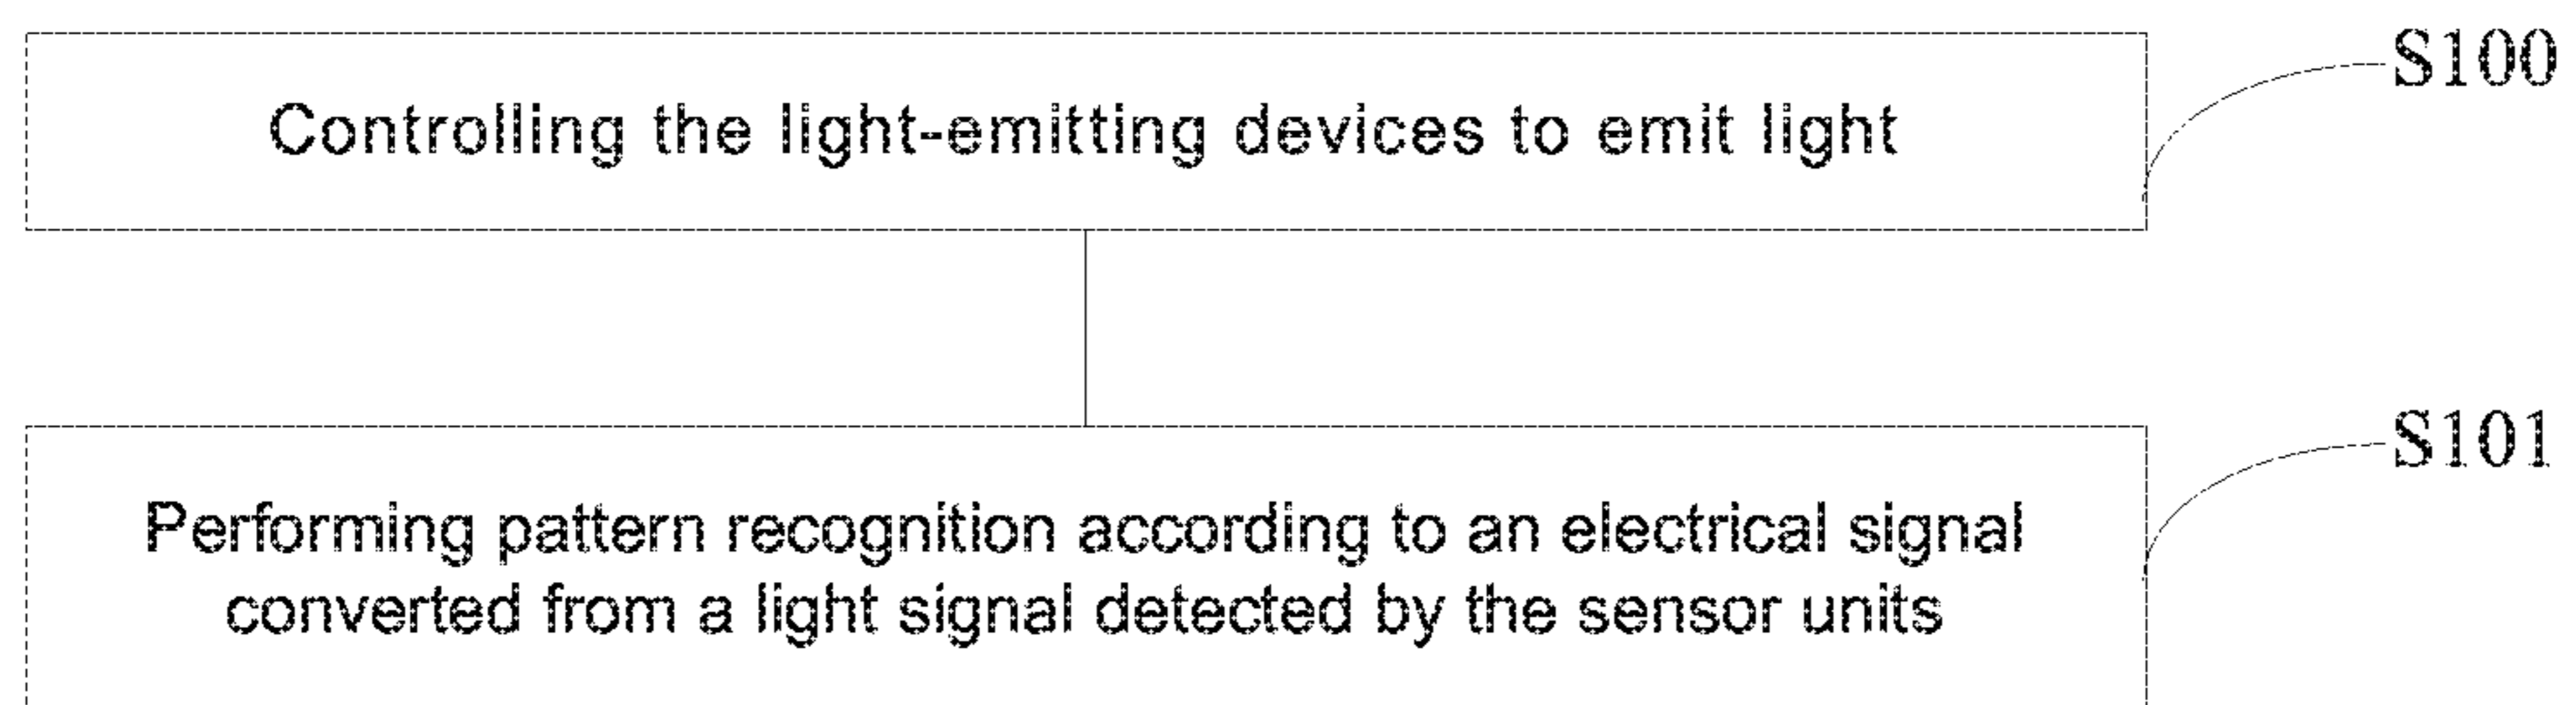 S100
Controlling the light-emitting devices to emit light
S101
Performing pattern recognition according to an electrical signal
converted from a light signal detected by the sensor units